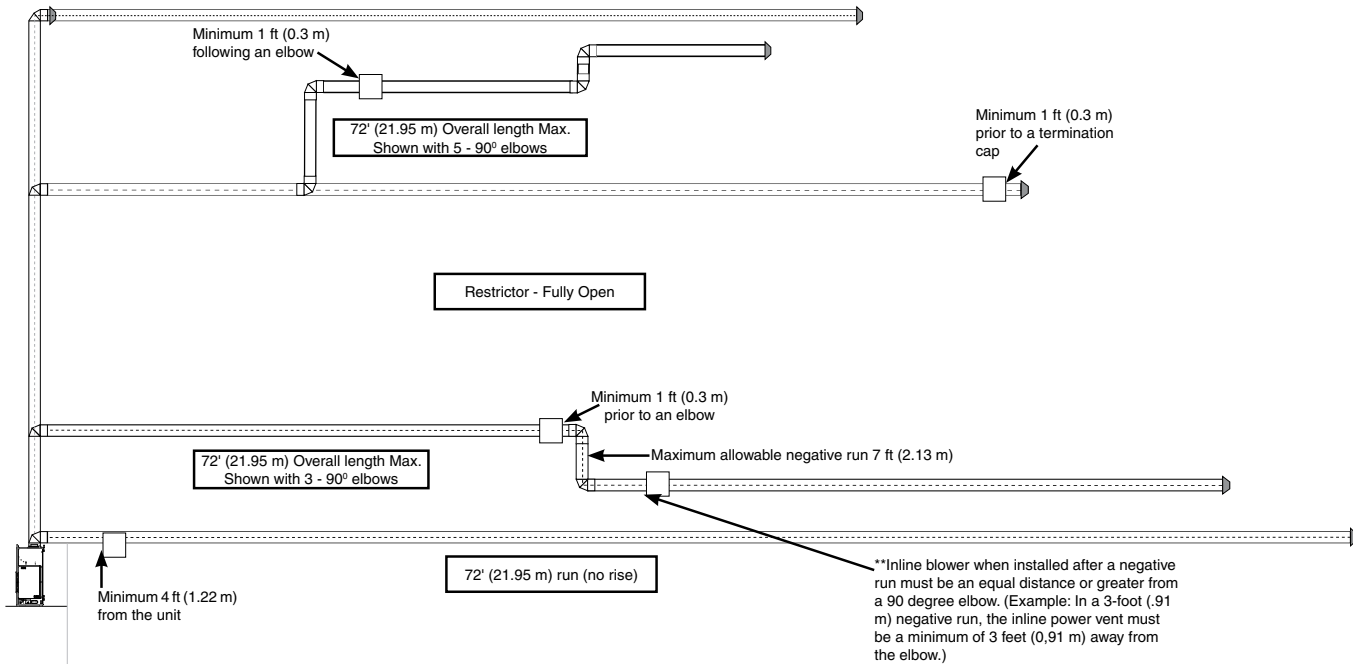 Minimum 1 ft (0.3 m)
following an elbow
72' (21.95 m) Overall length Max.
Shown with 5 - 90⁰ elbows
Minimum 1 ft (0.3 m)
prior to a termination
cap
Restrictor - Fully Open
Minimum 1 ft (0.3 m)
prior to an elbow
Maximum allowable negative run 7 ft (2.13 m)
72' (21.95 m) Overall length Max.
Shown with 3 - 90⁰ elbows
72' (21.95 m) run (no rise)
Minimum 4 ft (1.22 m)
from the unit
**Inline blower when installed after a negative
run must be an equal distance or greater from
a 90 degree elbow. (Example: In a 3-foot (.91
m) negative run, the inline power vent must
be a minimum of 3 feet (0,91 m) away from
the elbow.)